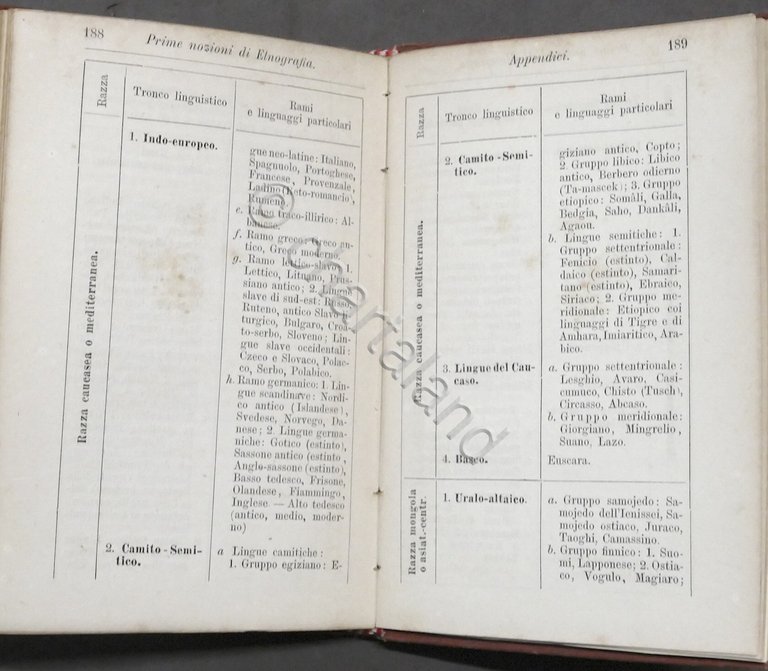 188
Prime nozioni di Etnografia.
Razza
Tronco linguistico
Rami
e linguaggi particolari
Razza caucasea o mediterranea.
1. Indo-europeo.
gue neo-latine: Italiano,
Spagnuolo, Portoghese,
Francese, Provenzale,
Ladino (Reto-romancio),
Rumeno.
e. Ramo traco-illirico: Al-
banese.
f. Ramo greco: Greco an-
tico, Greco moderno.
g. Ramo lettico-slavo: 1.
Lettico, Lituano, Prus-
siano antico; 2. Lingue
slave di sud-est: Russo,
Ruteno, antico Slavo li-
turgico, Bulgaro, Croa-
to-serbo, Sloveno; Lin-
gue slave occidentali:
Czeco e Slovaco, Polac-
co, Serbo, Polabico.
h. Ramo germanico: 1. Lin-
gue scandinave: Nordi-
co antico (Islandese),
Svedese, Norvego, Da-
nese; 2. Lingue germa-
niche: Gotico (estinto),
Sassone antico (estinto,
Anglo-sassone (estinto),
Basso tedesco, Frisone,
Olandese, Fiammingo,
Inglese — Alto tedesco
(antico, medio, moder-
no)
2. Camito-Semi-
tico.
a Lingue camitiche:
1. Gruppo egiziano: E-
Appendici.
189
Razza
Tronco linguistico
Rami
e linguaggi particolari
Razza caucasea o mediterranea.
2. Camito-Semi-
tico.
giziano antico, Copto;
2. Gruppo libico: Libico
antico, Berbero odierno
(Ta-mascek); 3. Gruppo
etiopico: Somâli, Galla,
Bedgia, Saho, Dankâli,
Agaou.
b. Lingue semitiche: 1.
Gruppo settentrionale:
Fenicio (estinto), Cal-
daico (estinto), Samari-
tano (estinto), Ebraico,
Siriaco; 2. Gruppo me-
ridionale: Etiopico coi
linguaggi di Tigre e di
Amhara, Imiaritico, Ara-
bico.
3. Lingue del Cau-
caso.
a. Gruppo settentrionale:
Lesghio, Avaro, Casi-
cumuco, Chisto (Tusch),
Circasso, Abcaso.
b. Gruppo meridionale:
Giorgiano, Mingrelio,
Suano, Lazo.
4. Basco.
Euscara.
Razza mongola
o asiat.-centr.
1. Uralo-altaico.
a. Gruppo samojedo: Sa-
mojedo dell'Ienissei, Sa-
mojedo ostiaco, Juraco,
Taoghi, Camassino.
b. Gruppo finnico: 1. Suo-
mi, Lapponese; 2. Ostia-
co, Vogulo, Magiaro;
© Cartaland